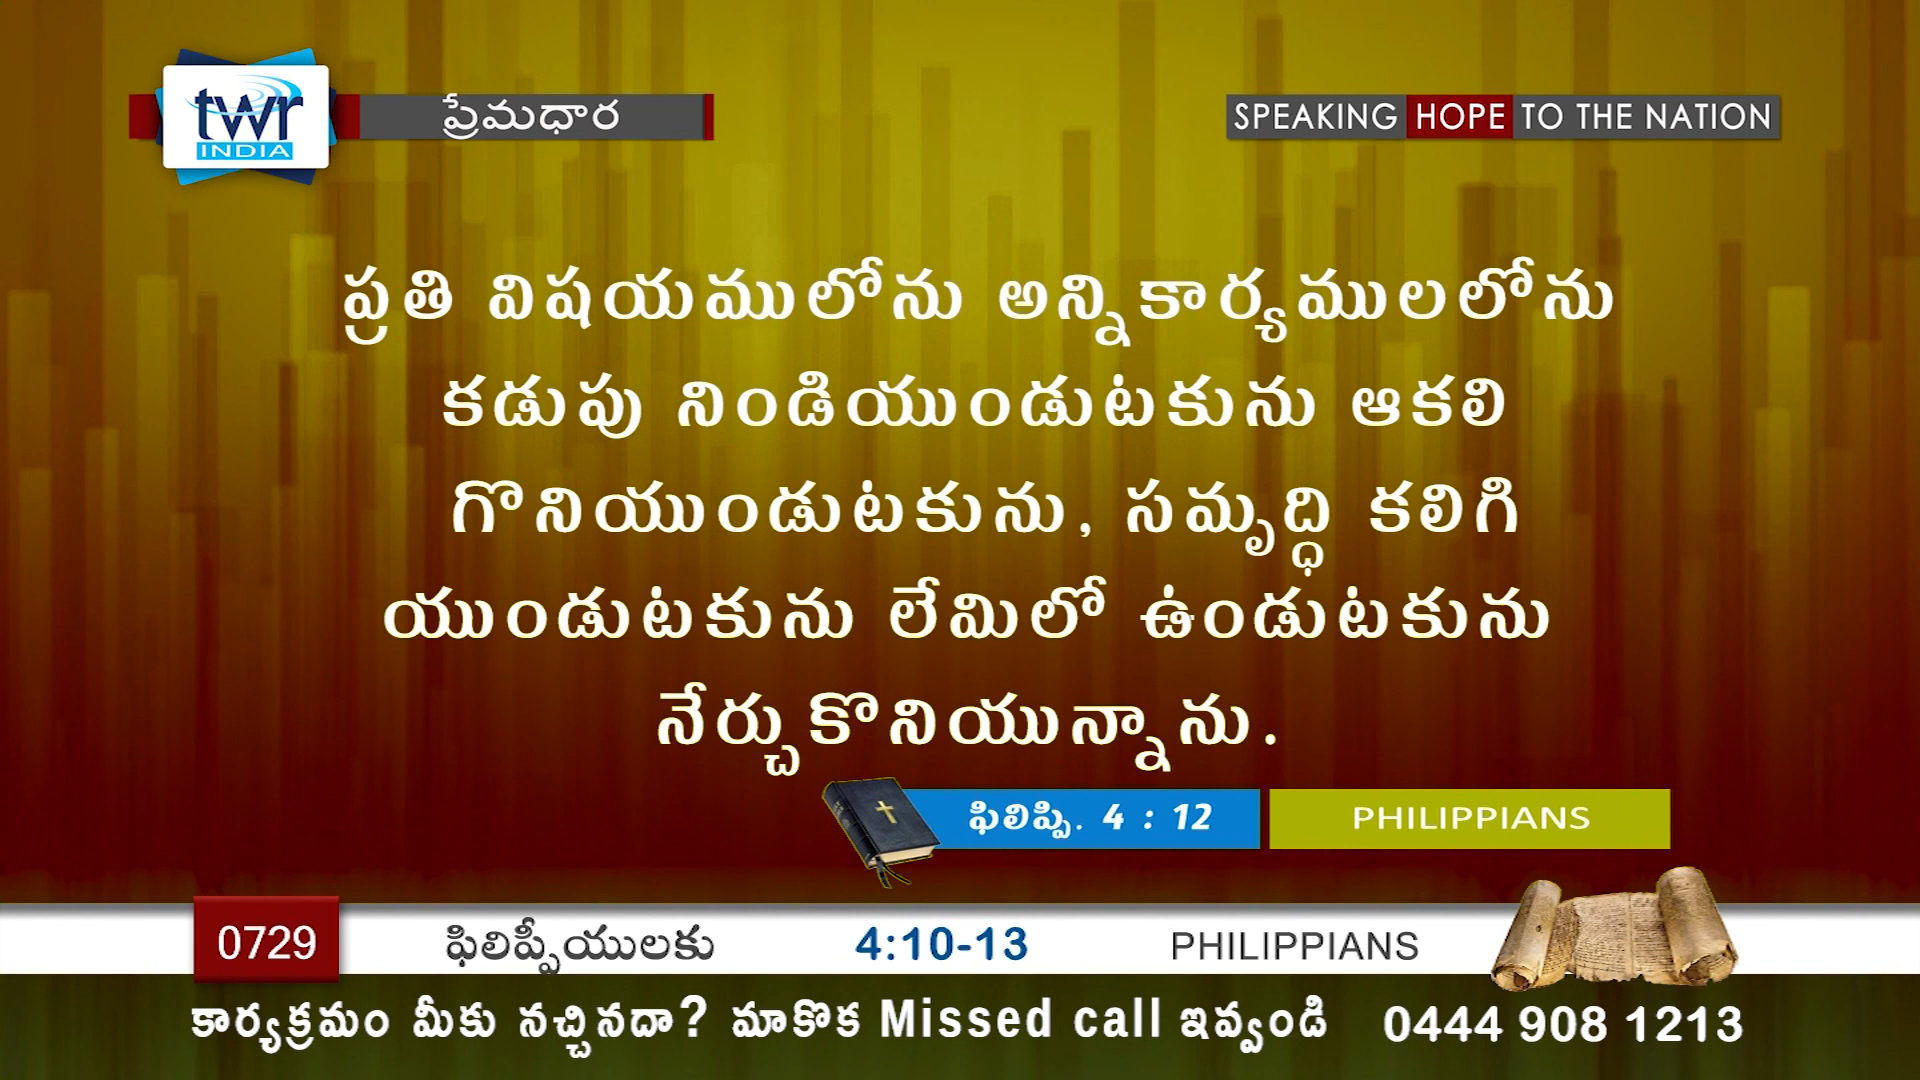 twr
INDIA
ప్రేమధార
SPEAKING HOPE TO THE NATION
ప్రతి విషయములోను అన్నికార్యములలోను
కడుపు నిండియుండుటకును ఆకలి
గొనియుండుటకును, సమృద్ధి కలిగి
యుండుటకును లేమిలో ఉండుటకును
నేర్చుకొనియున్నాను.
ఫిలిప్పి. 4 : 12 PHILIPPIANS
0729 ఫిలిప్పీయులకు 4:10-13 PHILIPPIANS
కార్యక్రమం మీకు నచ్చినదా? మాకొక Missed call ఇవ్వండి 0444 908 1213